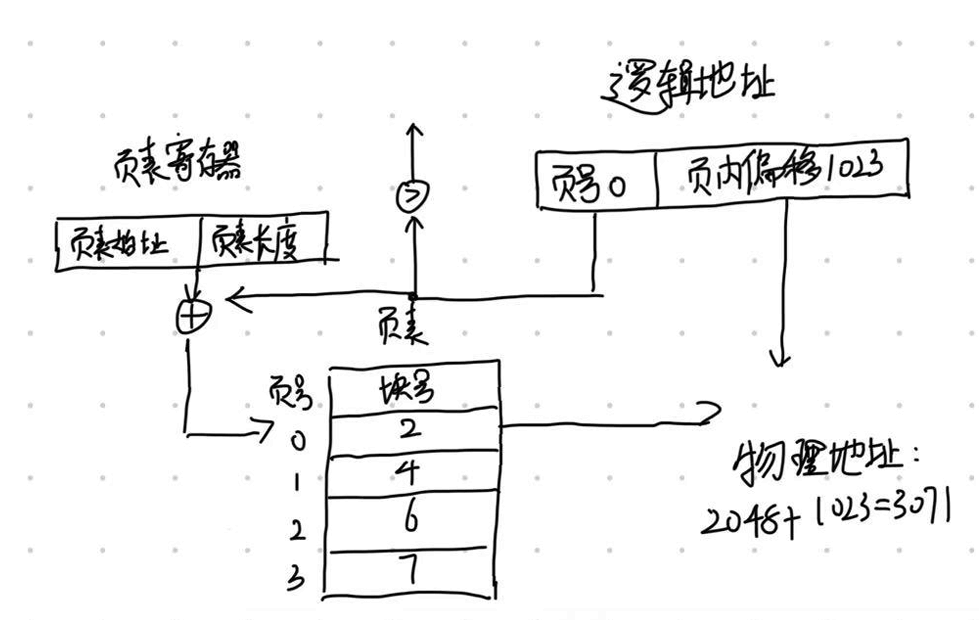 逻辑地址
页表寄存器
>
页号0 页内偏移1023
页表始址 页表长度
+
页表
页号 块号
0 2
1 4
2 6
3 7
物理地址:
2048+1023=3071